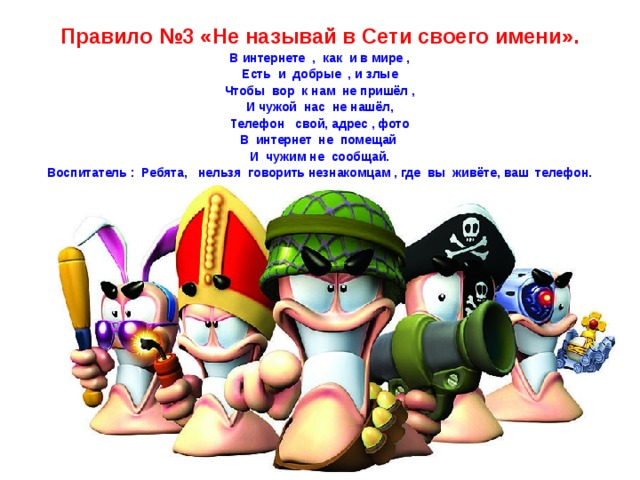 Правило №3 «Не называй в Сети своего имени».
В интернете , как и в мире ,
Есть и добрые , и злые
Чтобы вор к нам не пришёл ,
И чужой нас не нашёл,
Телефон свой, адрес , фото
В интернет не помещай
И чужим не сообщай.
Воспитатель : Ребята, нельзя говорить незнакомцам , где вы живёте, ваш телефон.